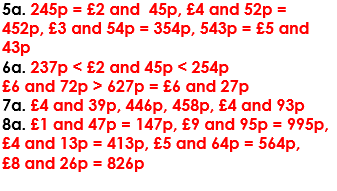 5a. 245p = £2 and 45p, £4 and 52p =
452p, £3 and 54p = 354p, 543p = £5 and
43p
6a. 237p < £2 and 45p < 254p
£6 and 72p > 627p = £6 and 27p
7a. £4 and 39p, 446p, 458p, £4 and 93p
8a. £1 and 47p = 147p, £9 and 95p = 995p,
£4 and 13p = 413p, £5 and 64p = 564p,
£8 and 26p = 826p